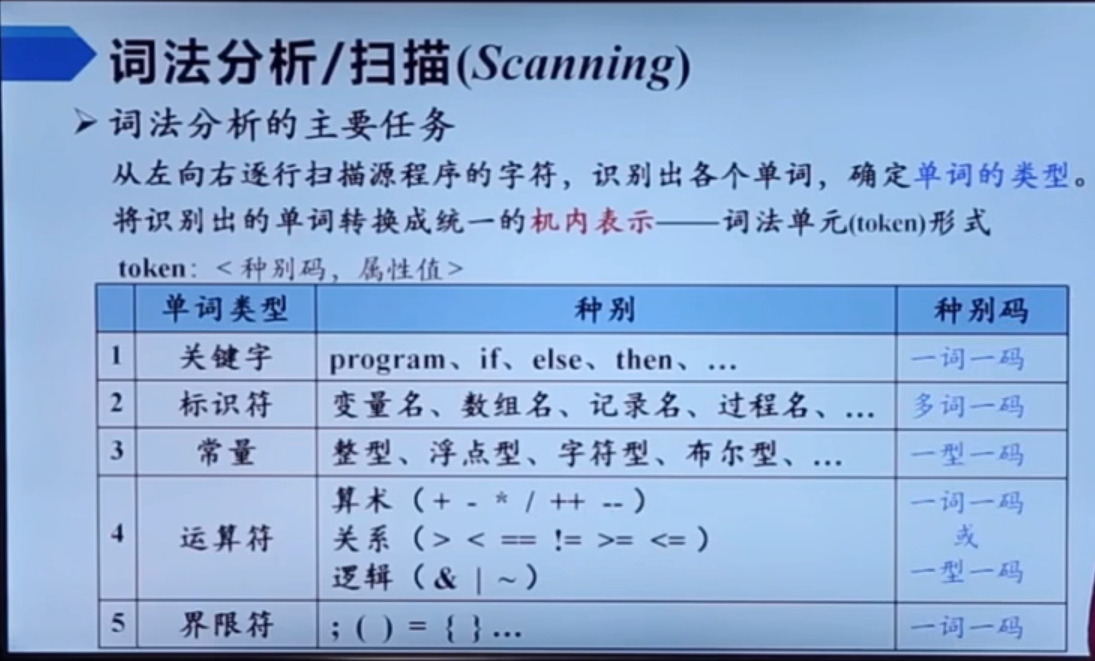 词法分析/扫描(Scanning)
➢词法分析的主要任务
从左向右逐行扫描源程序的字符，识别出各个单词，确定单词的类型。
将识别出的单词转换成统一的机内表示——词法单元(token)形式
token：<种别码，属性值>
单词类型 种别 种别码
1 关键字 program、if、else、then、… 一词一码
2 标识符 变量名、数组名、记录名、过程名、… 多词一码
3 常量 整型、浮点型、字符型、布尔型、… 一型一码
4 运算符 算术（+ - * / ++ --） 一词一码
关系（> < == != >= <=） 或
逻辑（& | ~） 一型一码
5 界限符 ; ( ) = { } … 一词一码